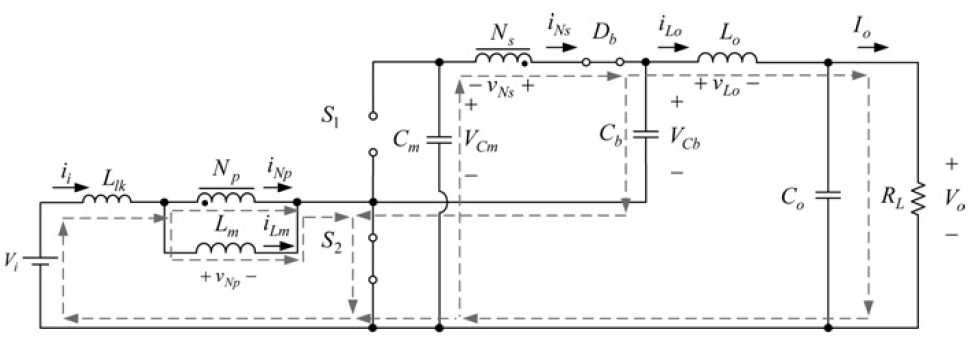 N_s i_Ns D_b i_Lo L_o I_o
− v_Ns + + v_Lo −
S_1 + +
C_m V_Cm C_b V_Cb
− −
i_i L_lk N_p i_Np
C_o R_L + V_o −
L_m i_Lm S_2
V_i + v_Np −